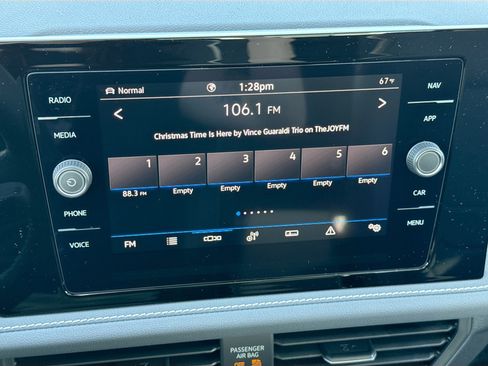 Normal 1:28pm 67°F
RADIO NAV
106.1 FM
< >
MEDIA APP
Christmas Time Is Here by Vince Guaraldi Trio on TheJOYFM
1 2 3 4 5 6
88.3 FM Empty Empty Empty Empty Empty
PHONE CAR
VOICE MENU
FM
PASSENGER
AIR BAG